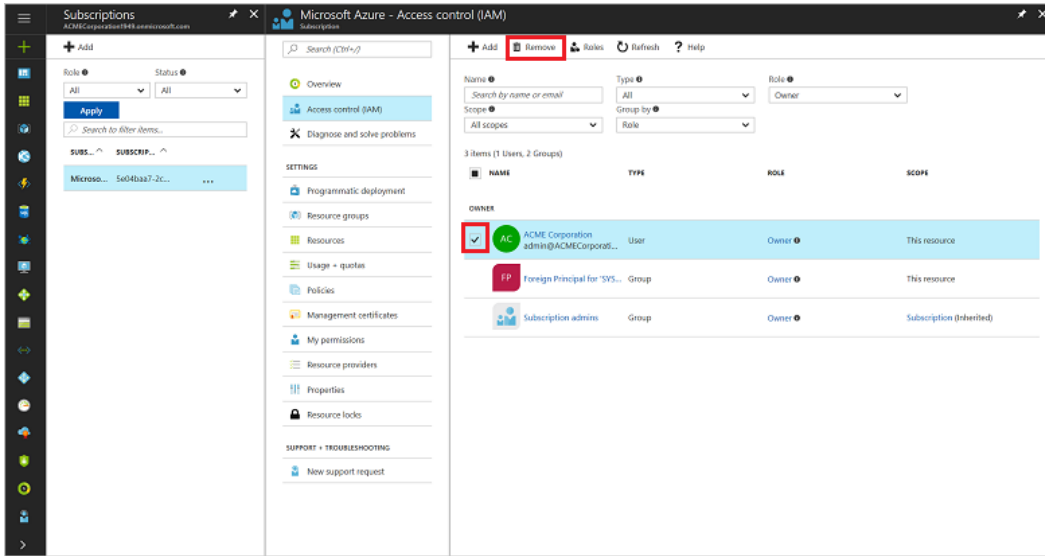 Subscriptions
ACMECorporation1949.onmicrosoft.com
Add
Role Status
All All
Apply
Search to filter items...
SUBS... SUBSCRIP...
Microso... 5e04baa7-2c... ...
Microsoft Azure - Access control (IAM)
Subscription
Search (Ctrl+/)
Overview
Access control (IAM)
Diagnose and solve problems
SETTINGS
Programmatic deployment
Resource groups
Resources
Usage + quotas
Policies
Management certificates
My permissions
Resource providers
Properties
Resource locks
SUPPORT + TROUBLESHOOTING
New support request
Add Remove Roles Refresh ? Help
Name Type Role
Search by name or email All Owner
Scope Group by
All scopes Role
3 items (1 Users, 2 Groups)
NAME TYPE ROLE SCOPE
OWNER
AC ACME Corporation
admin@ACMECorporati... User Owner This resource
FP Foreign Principal for 'SYS... Group Owner This resource
Subscription admins Group Owner Subscription (Inherited)